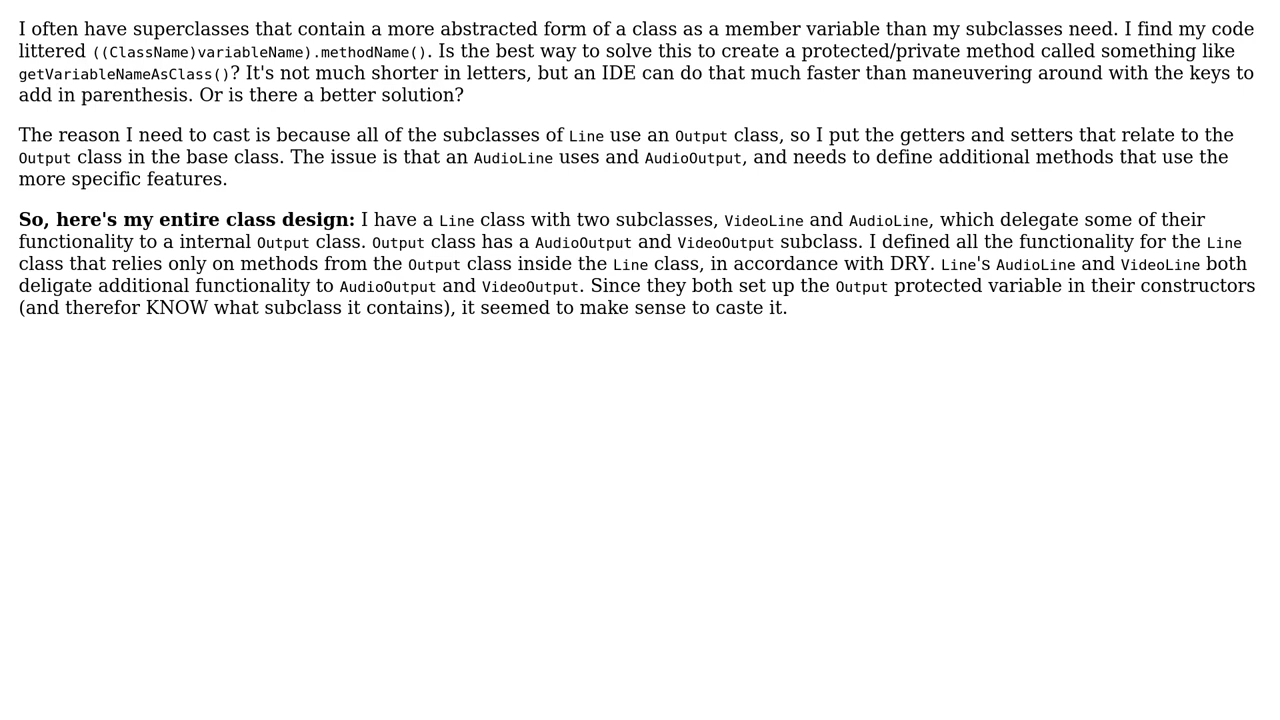 I often have superclasses that contain a more abstracted form of a class as a member variable than my subclasses need. I find my code
littered ((ClassName)variableName).methodName(). Is the best way to solve this to create a protected/private method called something like
getVariableNameAsClass()? It's not much shorter in letters, but an IDE can do that much faster than maneuvering around with the keys to
add in parenthesis. Or is there a better solution?
The reason I need to cast is because all of the subclasses of Line use an Output class, so I put the getters and setters that relate to the
Output class in the base class. The issue is that an AudioLine uses and AudioOutput, and needs to define additional methods that use the
more specific features.
So, here's my entire class design: I have a Line class with two subclasses, VideoLine and AudioLine, which delegate some of their
functionality to a internal Output class. Output class has a AudioOutput and VideoOutput subclass. I defined all the functionality for the Line
class that relies only on methods from the Output class inside the Line class, in accordance with DRY. Line's AudioLine and VideoLine both
deligate additional functionality to AudioOutput and VideoOutput. Since they both set up the Output protected variable in their constructors
(and therefor KNOW what subclass it contains), it seemed to make sense to caste it.